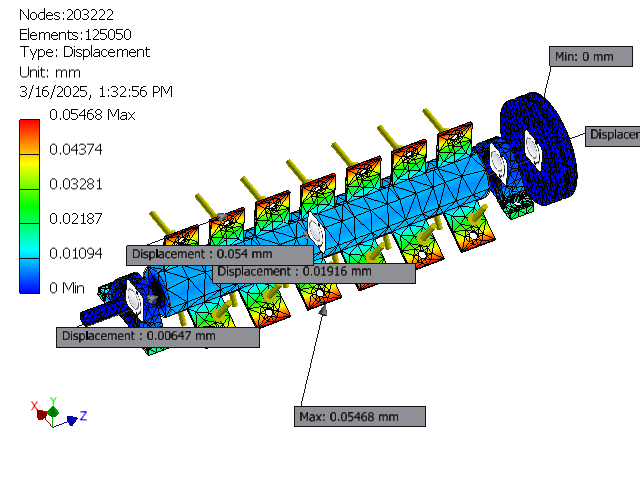 Nodes:203222
Elements:125050
Type: Displacement
Unit: mm
3/16/2025, 1:32:56 PM
0.05468 Max
0.04374
0.03281
0.02187
0.01094
0 Min
Min: 0 mm
Displacement : 0.054 mm
Displacement : 0.01916 mm
Displacement : 0.00647 mm
Max: 0.05468 mm
X
Y
Z